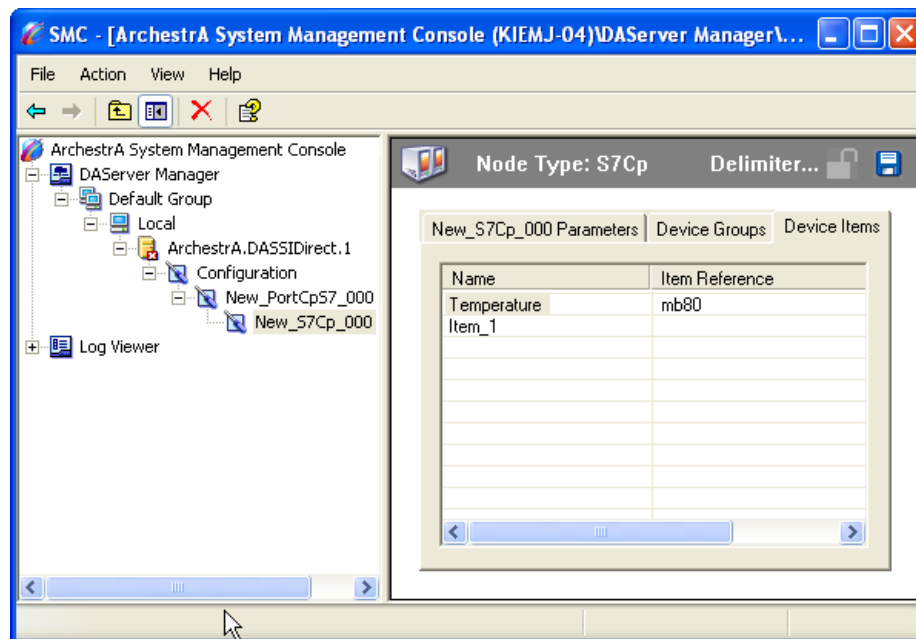 SMC - [ArchestrA System Management Console (KIEMJ-04)\DAServer Manager\...
File Action View Help
ArchestrA System Management Console
DAServer Manager
Default Group
Local
ArchestrA.DASSIDirect.1
Configuration
New_PortCpS7_000
New_S7Cp_000
Log Viewer
Node Type: S7Cp Delimiter...
New_S7Cp_000 Parameters Device Groups Device Items
Name Item Reference
Temperature mb80
Item_1